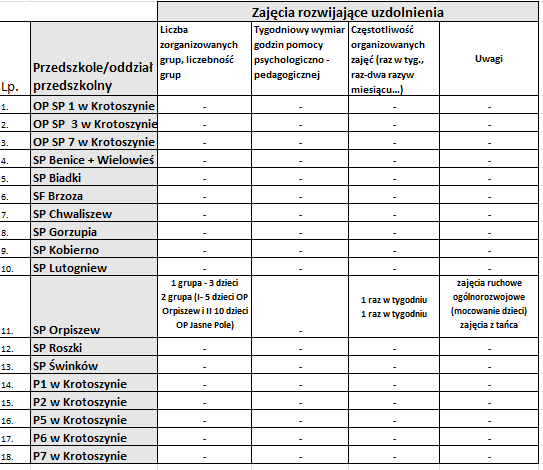 Zajęcia rozwijające uzdolnienia
Lp. | Przedszkole/oddział przedszkolny | Liczba zorganizowanych grup, liczebność grup | Tygodniowy wymiar godzin pomocy psychologiczno - pedagogicznej | Częstotliwość organizowanych zajęć (raz w tyg., raz-dwa razyw miesiącu...) | Uwagi
1. | OP SP 1 w Krotoszynie | - | - | - | -
2. | OP SP 3 w Krotoszynie | - | - | - | -
3. | OP SP 7 w Krotoszynie | - | - | - | -
4. | SP Benice + Wielowieś | - | - | - | -
5. | SP Biadki | - | - | - | -
6. | SF Brzoza | - | - | - | -
7. | SP Chwaliszew | - | - | - | -
8. | SP Gorzupia | - | - | - | -
9. | SP Kobierno | - | - | - | -
10. | SP Lutogniew | - | - | - | -
11. | SP Orpiszew | 1 grupa - 3 dzieci 2 grupa (I- 5 dzieci OP Orpiszew i II 10 dzieci OP Jasne Pole) | - | 1 raz w tygodniu 1 raz w tygodniu | zajęcia ruchowe ogólnorozwojowe (mocowanie dzieci) zajęcia z tańca
12. | SP Roszki | - | - | - | -
13. | SP Świnków | - | - | - | -
14. | P1 w Krotoszynie | - | - | - | -
15. | P2 w Krotoszynie | - | - | - | -
16. | P5 w Krotoszynie | - | - | - | -
17. | P6 w Krotoszynie | - | - | - | -
18. | P7 w Krotoszynie | - | - | - | -